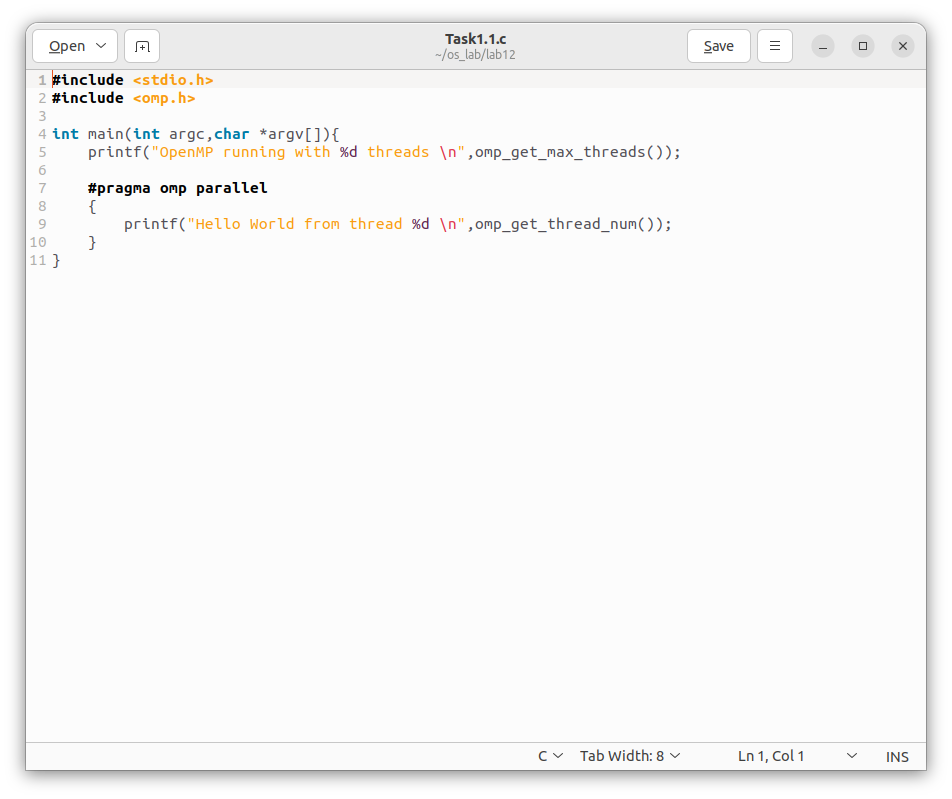 Open
Task1.1.c
~/os_lab/lab12
Save
1 #include <stdio.h>
2 #include <omp.h>
3
4 int main(int argc,char *argv[]){
5     printf("OpenMP running with %d threads \n",omp_get_max_threads());
6
7     #pragma omp parallel
8     {
9         printf("Hello World from thread %d \n",omp_get_thread_num());
10     }
11 }
C Tab Width: 8 Ln 1, Col 1 INS